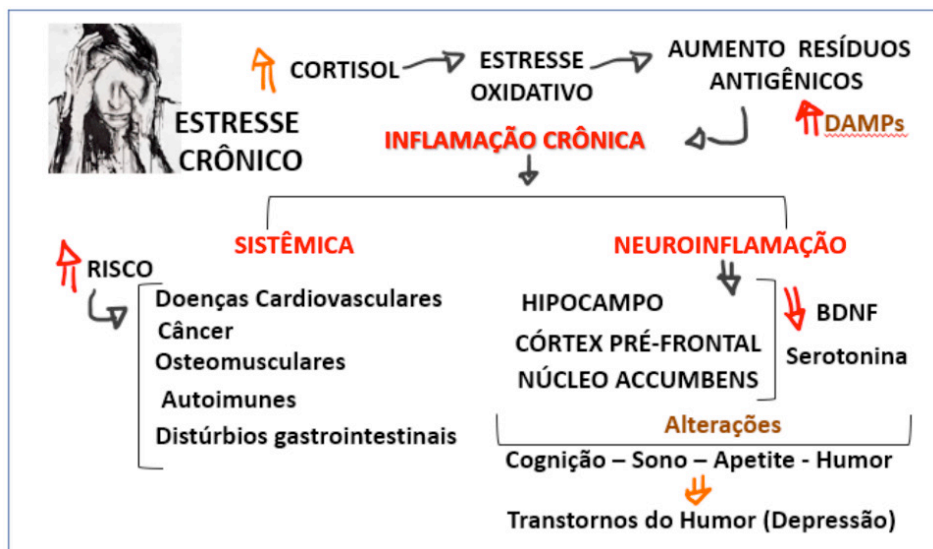 ESTRESSE
CRÔNICO
CORTISOL
ESTRESSE
OXIDATIVO
AUMENTO RESÍDUOS
ANTIGÊNICOS
DAMPs
INFLAMAÇÃO CRÔNICA
SISTÊMICA
RISCO
Doenças Cardiovasculares
Câncer
Osteomusculares
Autoimunes
Distúrbios gastrointestinais
NEUROINFLAMAÇÃO
HIPOCAMPO
CÓRTEX PRÉ-FRONTAL
NÚCLEO ACCUMBENS
BDNF
Serotonina
Alterações
Cognição – Sono – Apetite - Humor
Transtornos do Humor (Depressão)